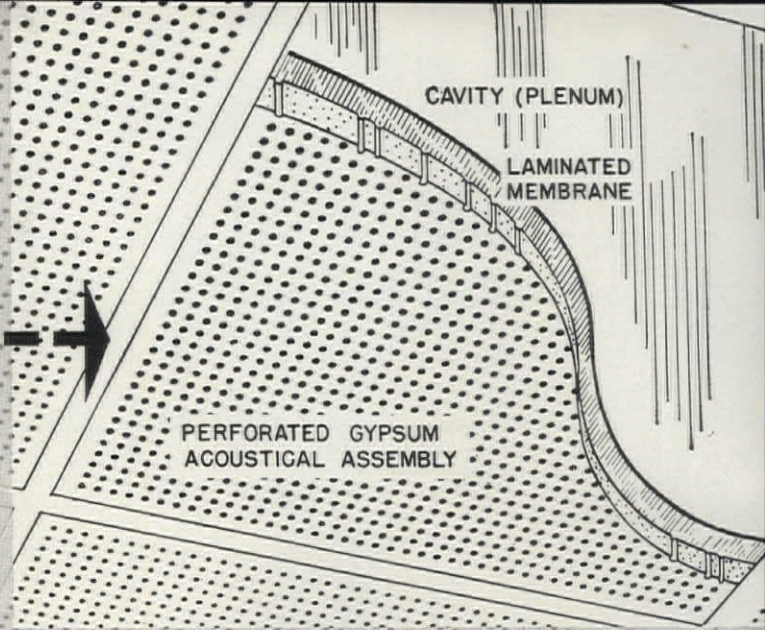 CAVITY (PLENUM)
LAMINATED
MEMBRANE
PERFORATED GYPSUM
ACOUSTICAL ASSEMBLY